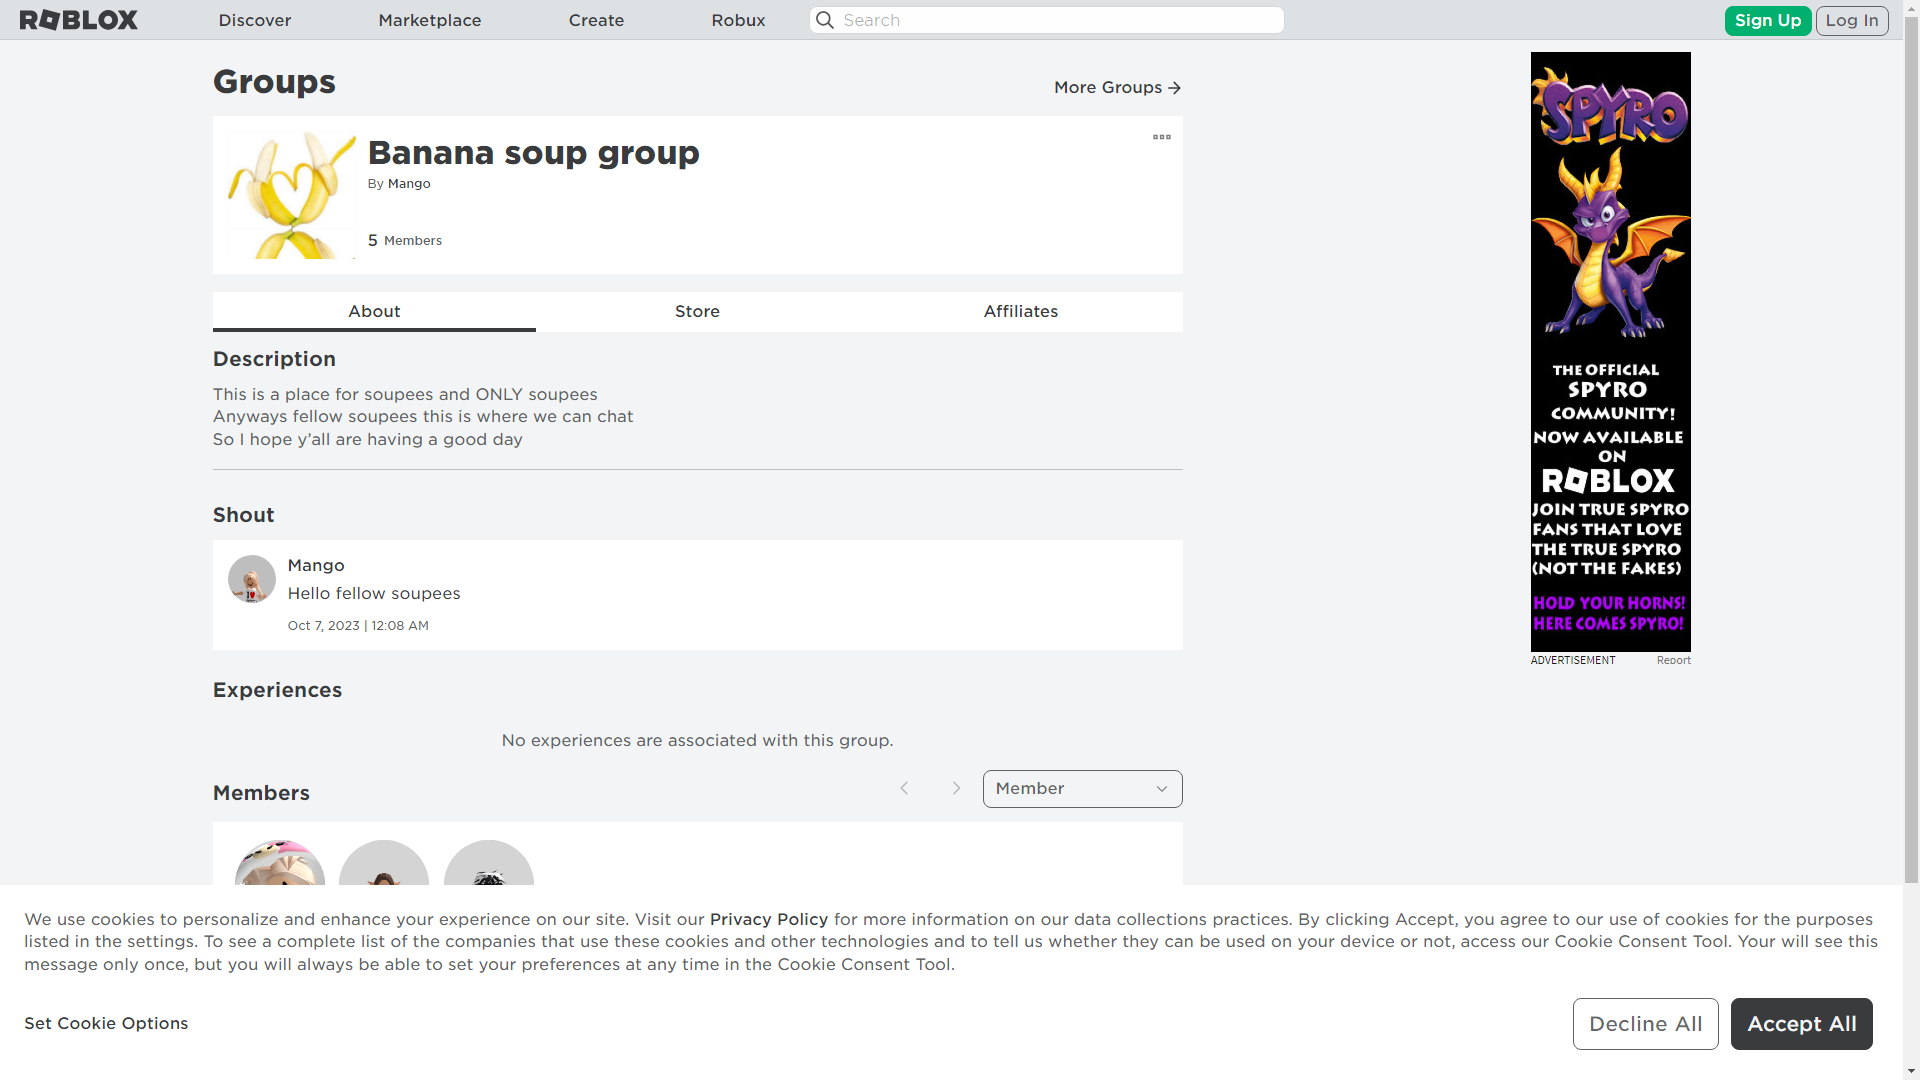 ROBLOX
Discover
Marketplace
Create
Robux
Search
Sign Up
Log In
Groups
More Groups
Banana soup group
By Mango
5 Members
About
Store
Affiliates
Description
This is a place for soupees and ONLY soupees
Anyways fellow soupees this is where we can chat
So I hope y'all are having a good day
Shout
Mango
Hello fellow soupees
Oct 7, 2023 | 12:08 AM
Experiences
No experiences are associated with this group.
Members
Member
SPYRO
THE OFFICIAL
SPYRO
COMMUNITY!
NOW AVAILABLE
ON
ROBLOX
JOIN TRUE SPYRO
FANS THAT LOVE
THE TRUE SPYRO
(NOT THE FAKES)
HOLD YOUR HORNS!
HERE COMES SPYRO!
ADVERTISEMENT
Report
We use cookies to personalize and enhance your experience on our site. Visit our Privacy Policy for more information on our data collections practices. By clicking Accept, you agree to our use of cookies for the purposes
listed in the settings. To see a complete list of the companies that use these cookies and other technologies and to tell us whether they can be used on your device or not, access our Cookie Consent Tool. Your will see this
message only once, but you will always be able to set your preferences at any time in the Cookie Consent Tool.
Set Cookie Options
Decline All
Accept All